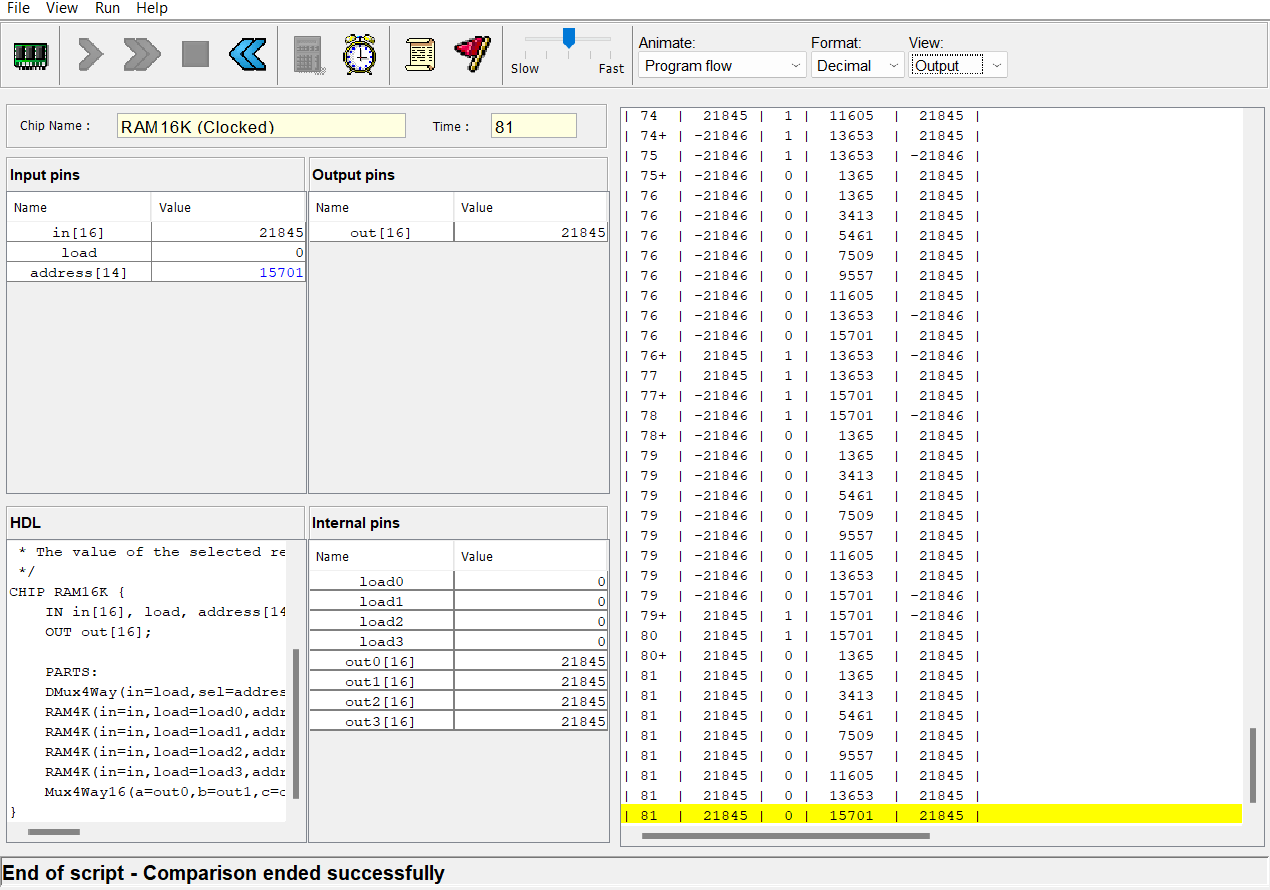 File View Run Help
Animate: Format: View:
Slow Fast Program flow Decimal Output
Chip Name : RAM16K (Clocked) Time : 81
Input pins
Name Value
in[16] 21845
load 0
address[14] 15701
Output pins
Name Value
out[16] 21845
HDL
* The value of the selected re
*/
CHIP RAM16K {
IN in[16], load, address[14
OUT out[16];
PARTS:
DMux4Way(in=load,sel=addres
RAM4K(in=in,load=load0,addr
RAM4K(in=in,load=load1,addr
RAM4K(in=in,load=load2,addr
RAM4K(in=in,load=load3,addr
Mux4Way16(a=out0,b=out1,c=o
}
Internal pins
Name Value
load0 0
load1 0
load2 0
load3 0
out0[16] 21845
out1[16] 21845
out2[16] 21845
out3[16] 21845
| 74 | 21845 | 1 | 11605 | 21845 |
| 74+ | -21846 | 1 | 13653 | 21845 |
| 75 | -21846 | 1 | 13653 | -21846 |
| 75+ | -21846 | 0 | 1365 | 21845 |
| 76 | -21846 | 0 | 1365 | 21845 |
| 76 | -21846 | 0 | 3413 | 21845 |
| 76 | -21846 | 0 | 5461 | 21845 |
| 76 | -21846 | 0 | 7509 | 21845 |
| 76 | -21846 | 0 | 9557 | 21845 |
| 76 | -21846 | 0 | 11605 | 21845 |
| 76 | -21846 | 0 | 13653 | -21846 |
| 76 | -21846 | 0 | 15701 | 21845 |
| 76+ | 21845 | 1 | 13653 | -21846 |
| 77 | 21845 | 1 | 13653 | 21845 |
| 77+ | -21846 | 1 | 15701 | 21845 |
| 78 | -21846 | 1 | 15701 | -21846 |
| 78+ | -21846 | 0 | 1365 | 21845 |
| 79 | -21846 | 0 | 1365 | 21845 |
| 79 | -21846 | 0 | 3413 | 21845 |
| 79 | -21846 | 0 | 5461 | 21845 |
| 79 | -21846 | 0 | 7509 | 21845 |
| 79 | -21846 | 0 | 9557 | 21845 |
| 79 | -21846 | 0 | 11605 | 21845 |
| 79 | -21846 | 0 | 13653 | 21845 |
| 79 | -21846 | 0 | 15701 | -21846 |
| 79+ | 21845 | 1 | 15701 | -21846 |
| 80 | 21845 | 1 | 15701 | 21845 |
| 80+ | 21845 | 0 | 1365 | 21845 |
| 81 | 21845 | 0 | 1365 | 21845 |
| 81 | 21845 | 0 | 3413 | 21845 |
| 81 | 21845 | 0 | 5461 | 21845 |
| 81 | 21845 | 0 | 7509 | 21845 |
| 81 | 21845 | 0 | 9557 | 21845 |
| 81 | 21845 | 0 | 11605 | 21845 |
| 81 | 21845 | 0 | 13653 | 21845 |
| 81 | 21845 | 0 | 15701 | 21845 |
End of script - Comparison ended successfully